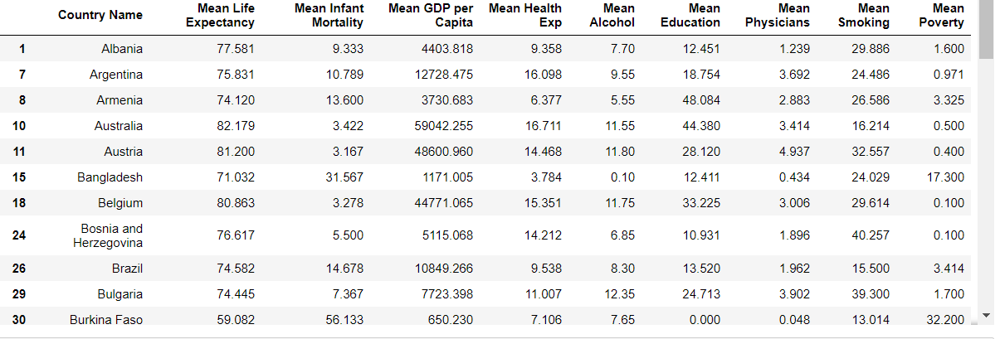 Country Name Mean Life Expectancy Mean Infant Mortality Mean GDP per Capita Mean Health Exp Mean Alcohol Mean Education Mean Physicians Mean Smoking Mean Poverty
1 Albania 77.581 9.333 4403.818 9.358 7.70 12.451 1.239 29.886 1.600
7 Argentina 75.831 10.789 12728.475 16.098 9.55 18.754 3.692 24.486 0.971
8 Armenia 74.120 13.600 3730.683 6.377 5.55 48.084 2.883 26.586 3.325
10 Australia 82.179 3.422 59042.255 16.711 11.55 44.380 3.414 16.214 0.500
11 Austria 81.200 3.167 48600.960 14.468 11.80 28.120 4.937 32.557 0.400
15 Bangladesh 71.032 31.567 1171.005 3.784 0.10 12.411 0.434 24.029 17.300
18 Belgium 80.863 3.278 44771.065 15.351 11.75 33.225 3.006 29.614 0.100
24 Bosnia and Herzegovina 76.617 5.500 5115.068 14.212 6.85 10.931 1.896 40.257 0.100
26 Brazil 74.582 14.678 10849.266 9.538 8.30 13.520 1.962 15.500 3.414
29 Bulgaria 74.445 7.367 7723.398 11.007 12.35 24.713 3.902 39.300 1.700
30 Burkina Faso 59.082 56.133 650.230 7.106 7.65 0.000 0.048 13.014 32.200